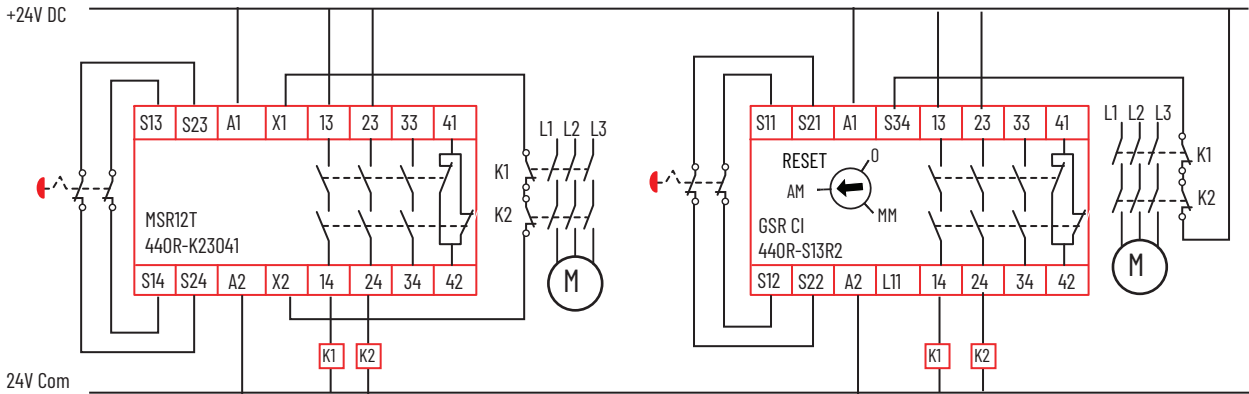 +24V DC
S13 S23 A1 X1 13 23 33 41
MSR12T
440R-K23041
S14 S24 A2 X2 14 24 34 42
K1 K2
L1 L2 L3
K1
K2
M
S11 S21 A1 S34 13 23 33 41
RESET
0
AM
MM
GSR CI
440R-S13R2
S12 S22 A2 L11 14 24 34 42
K1 K2
L1 L2 L3
K1
K2
M
24V Com